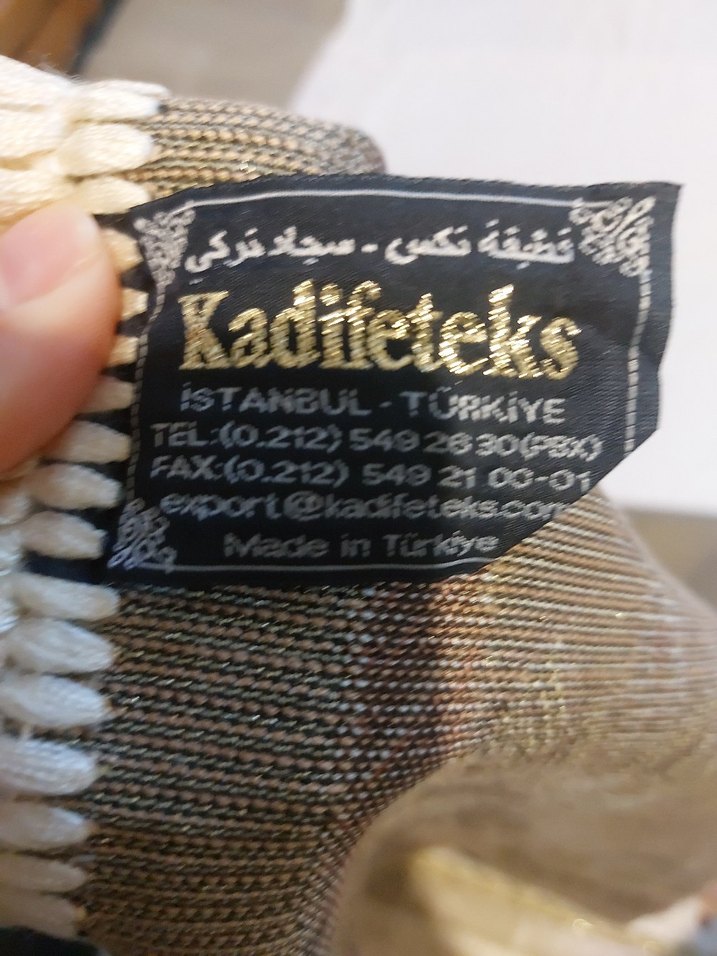 قطيفة تكس - سجاد تركي
Kadifeteks
İSTANBUL - TÜRKİYE
TEL:(0.212) 549 26 30(PBX)
FAX:(0.212) 549 21 00-01
export@kadifeteks.com
Made in Türkiye